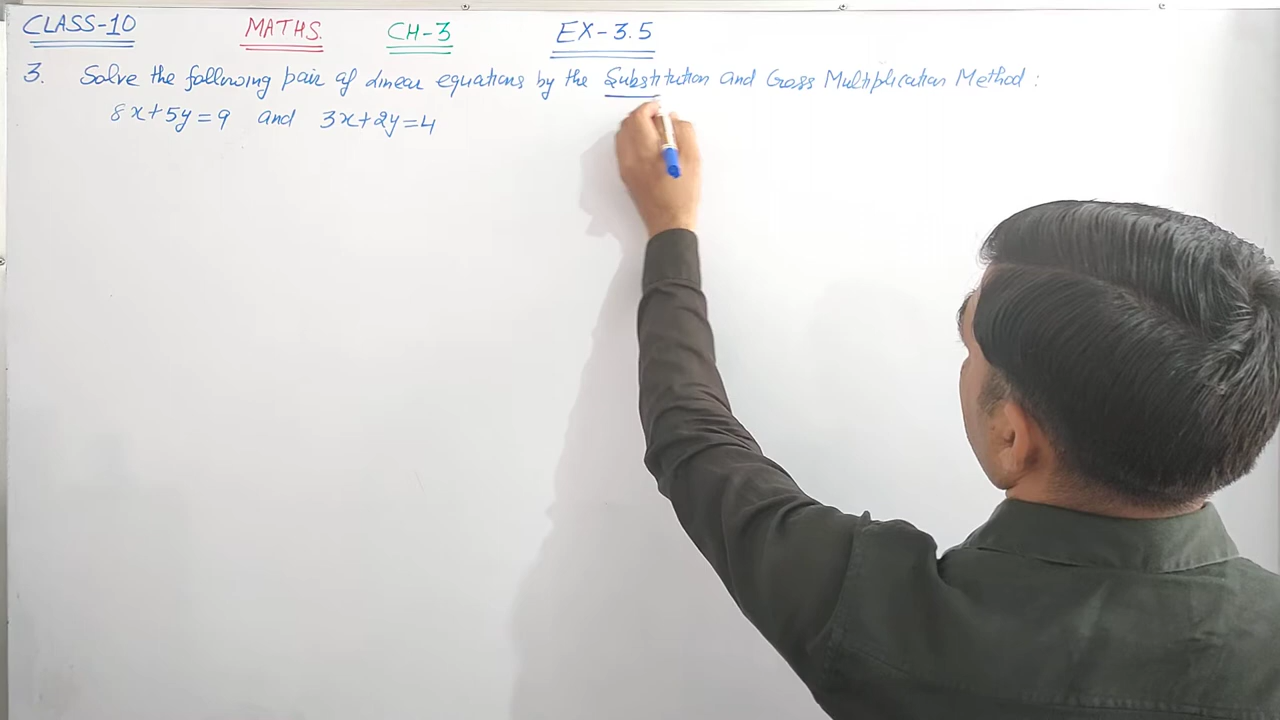 CLASS-10 MATHS. CH-3 EX-3.5
3. Solve the following pair of linear equations by the Substitution and Cross Multiplication Method :
8x+5y=9 and 3x+2y=4